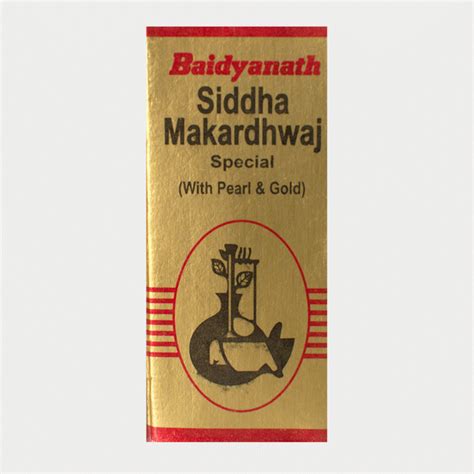 Baidyanath
Siddha
Makardhwaj
Special
(With Pearl & Gold)